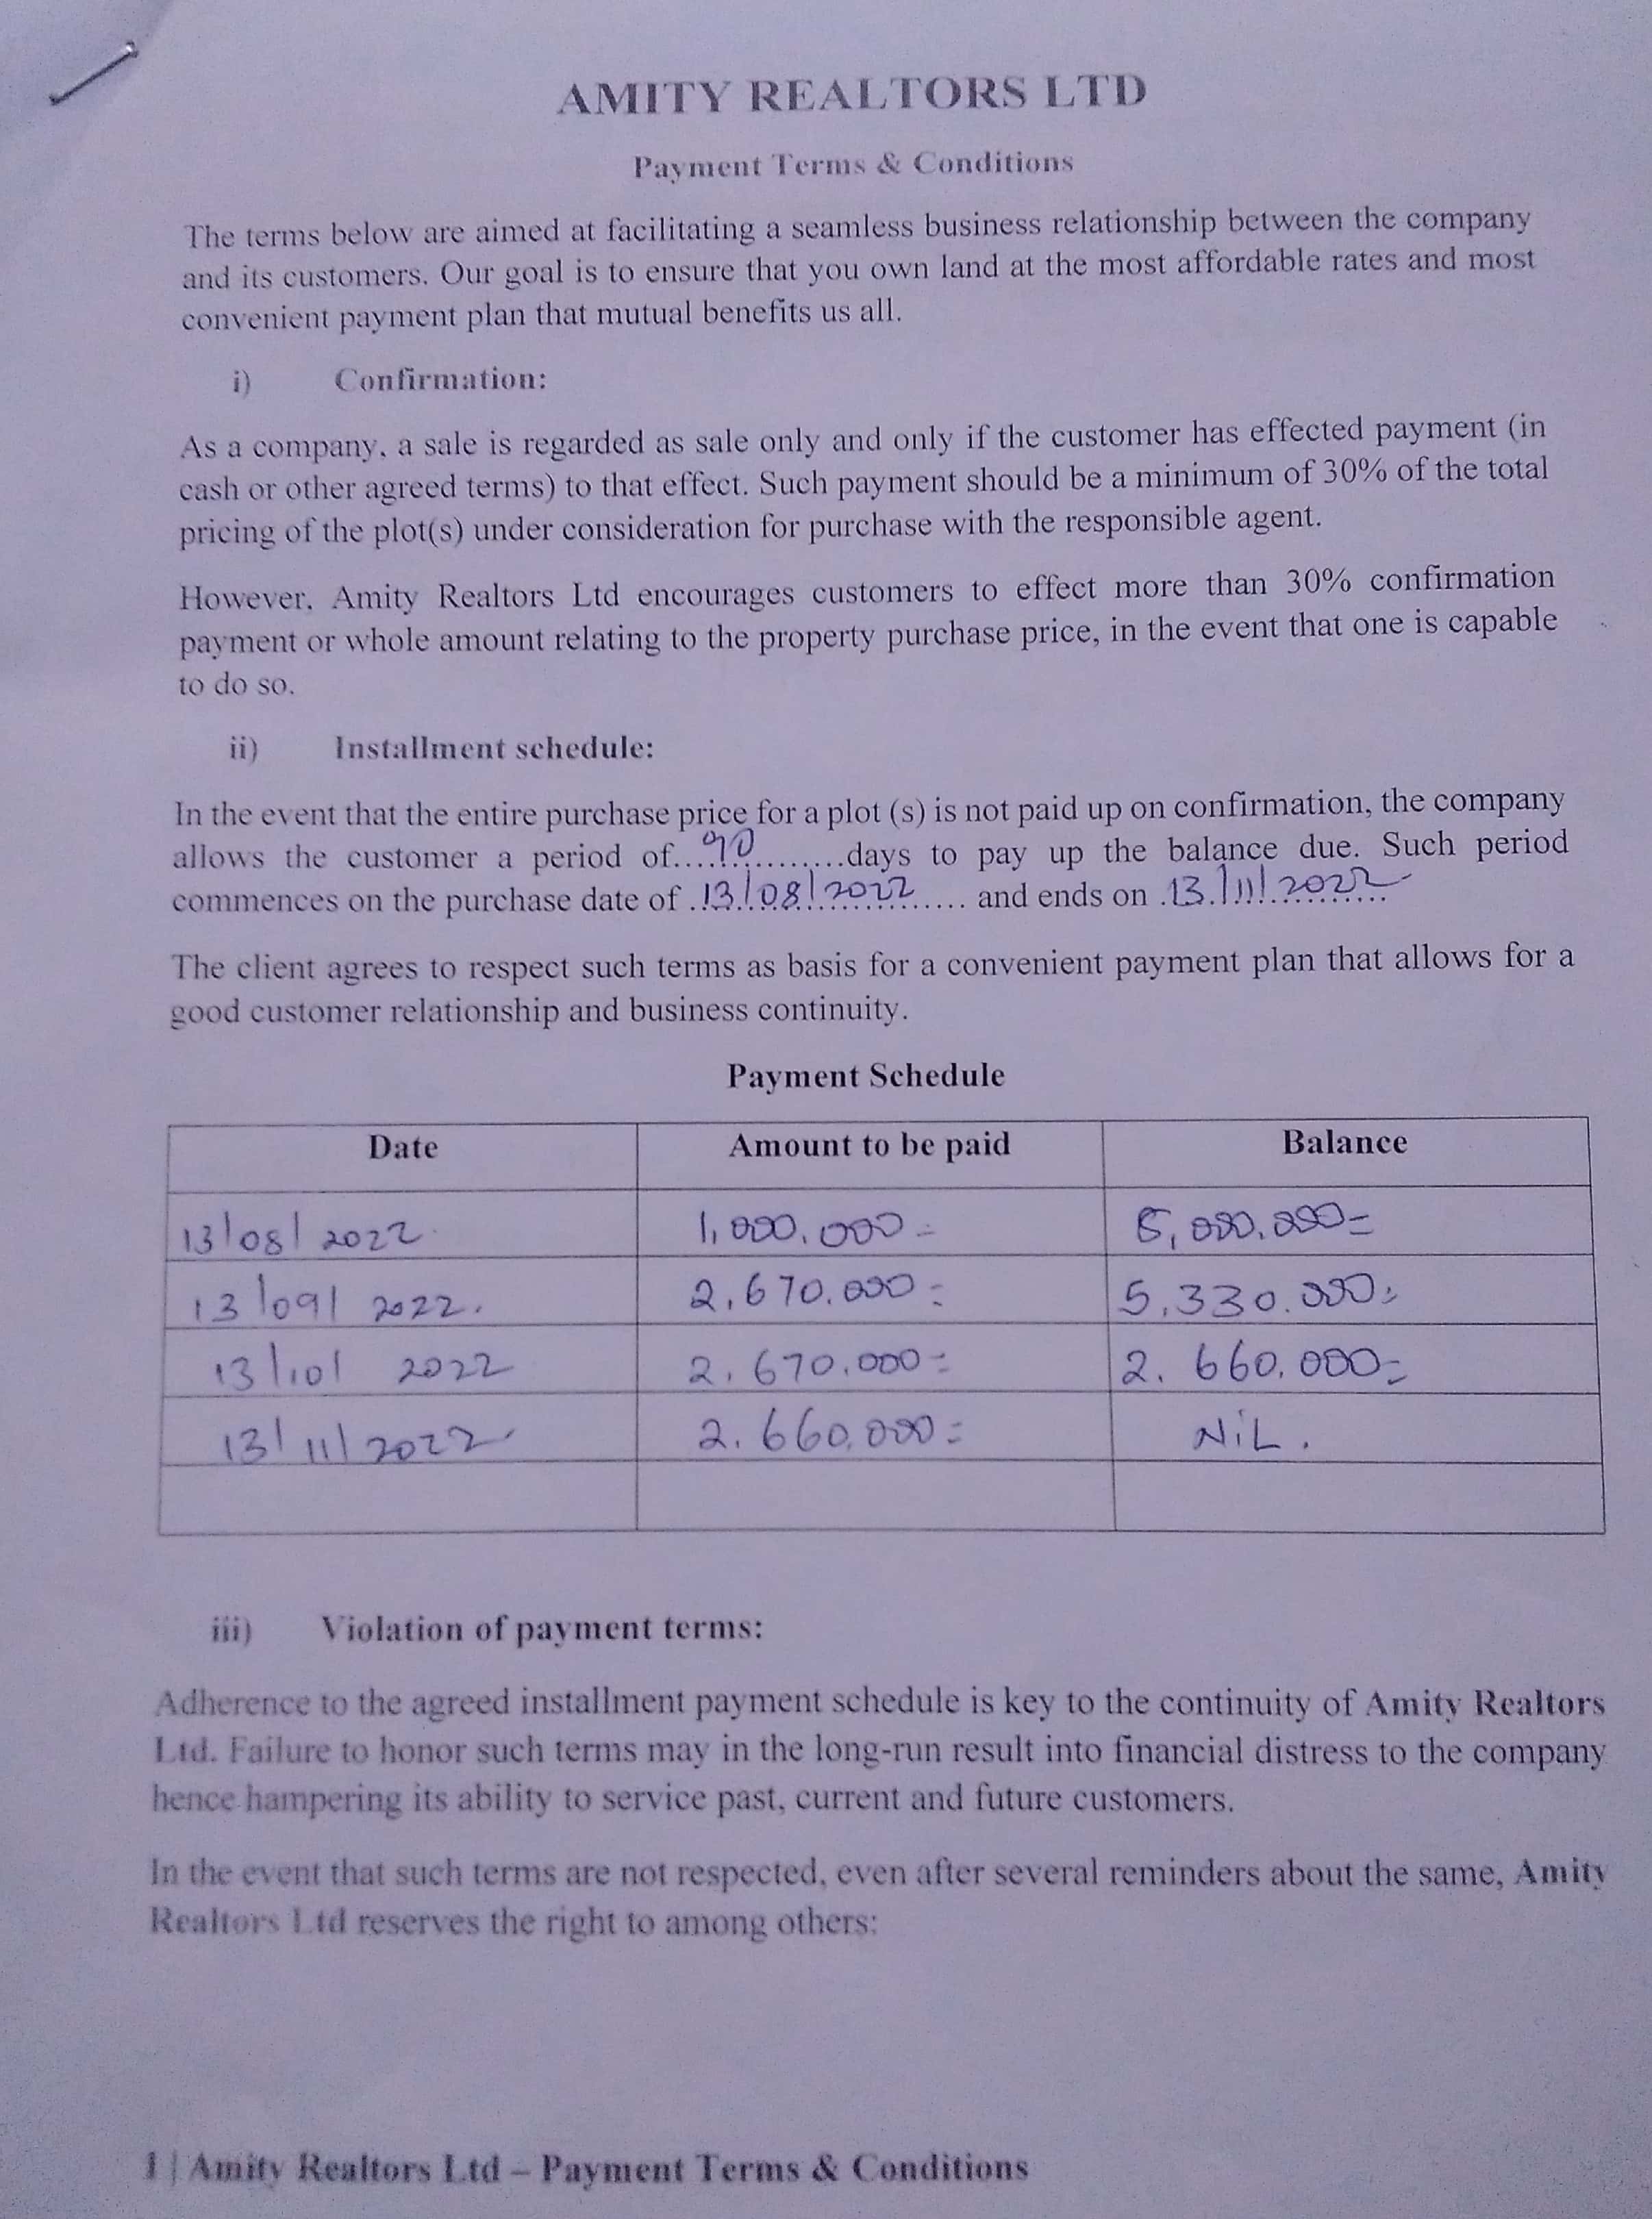 AMITY REALTORS LTD
Payment Terms & Conditions
The terms below are aimed at facilitating a seamless business relationship between the company
and its customers. Our goal is to ensure that you own land at the most affordable rates and most
convenient payment plan that mutual benefits us all.
i) Confirmation:
As a company, a sale is regarded as sale only and only if the customer has effected payment (in
cash or other agreed terms) to that effect. Such payment should be a minimum of 30% of the total
pricing of the plot(s) under consideration for purchase with the responsible agent.
However, Amity Realtors Ltd encourages customers to effect more than 30% confirmation
payment or whole amount relating to the property purchase price, in the event that one is capable
to do so.
ii) Installment schedule:
In the event that the entire purchase price for a plot (s) is not paid up on confirmation, the company
allows the customer a period of....90.........days to pay up the balance due. Such period
commences on the purchase date of .13/08/2022.... and ends on .13/11/2022
The client agrees to respect such terms as basis for a convenient payment plan that allows for a
good customer relationship and business continuity.
Payment Schedule
Date Amount to be paid Balance
13/08/2022 1,000,000= 8,000,000=
13/09/2022. 2,670.000= 5,330.000=
13/10/2022 2,670,000= 2.660,000=
13/11/2022 2.660,000= NiL.
iii) Violation of payment terms:
Adherence to the agreed installment payment schedule is key to the continuity of Amity Realtors
Ltd. Failure to honor such terms may in the long-run result into financial distress to the company
hence hampering its ability to service past, current and future customers.
In the event that such terms are not respected, even after several reminders about the same, Amity
Realtors Ltd reserves the right to among others:
1 | Amity Realtors Ltd – Payment Terms & Conditions